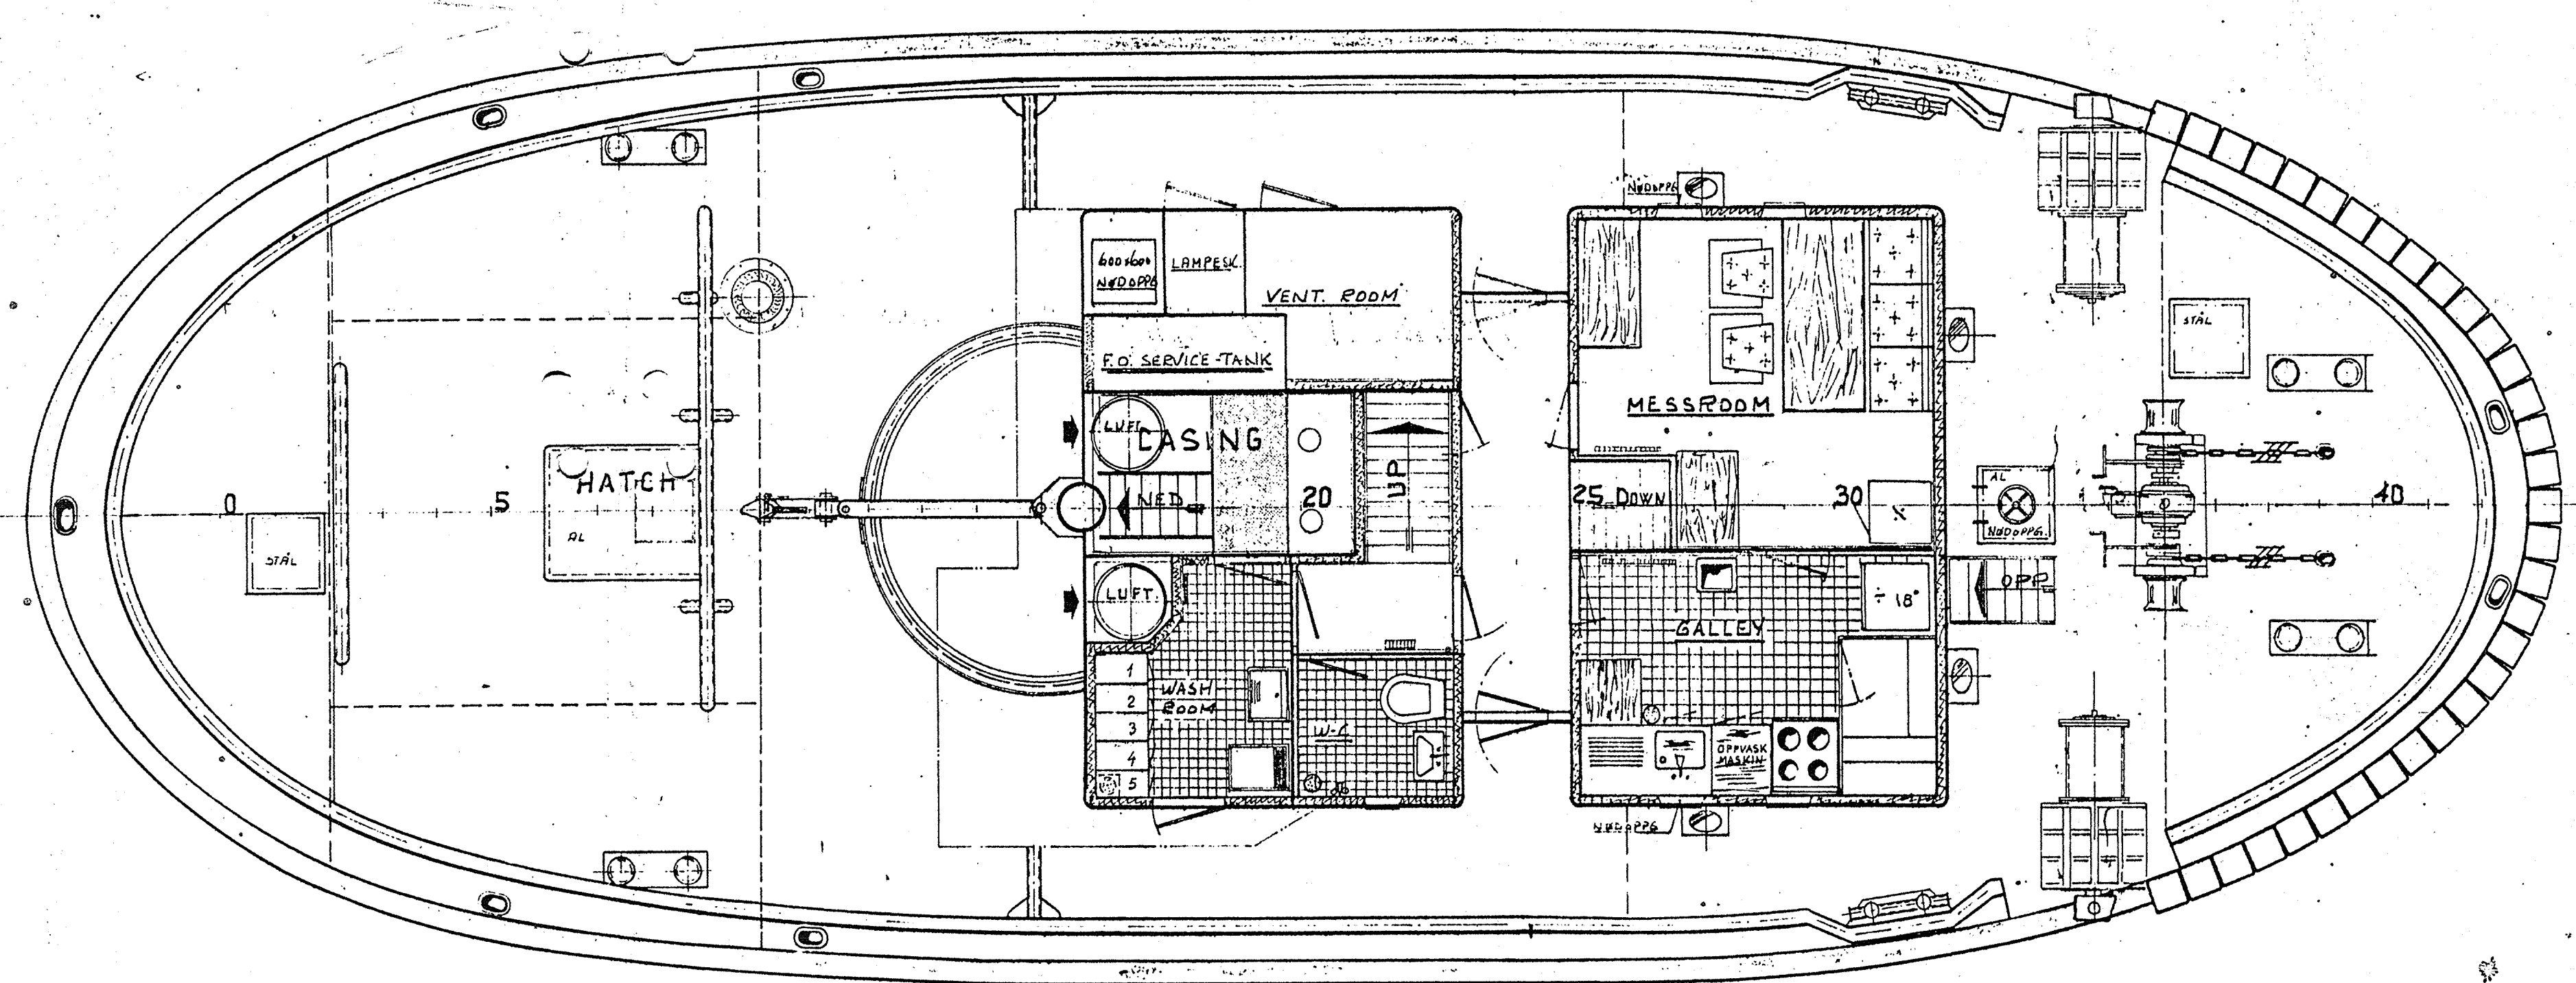 NØDOPPG
600x600
NØDOPPG
LAMPESK.
VENT. ROOM
F.O. SERVICE-TANK
STÅL
MESSROOM
LUFT
CASING
UP
HATCH
AL
STÅL
0
5
NED
20
25
DOWN
30
AL
NØDOPPG.
40
LUFT.
OPP
÷ 18°
GALLEY
1
2
3
4
5
WASH
ROOM
W-C
OPPVASK
MASKIN
NØDOPPG